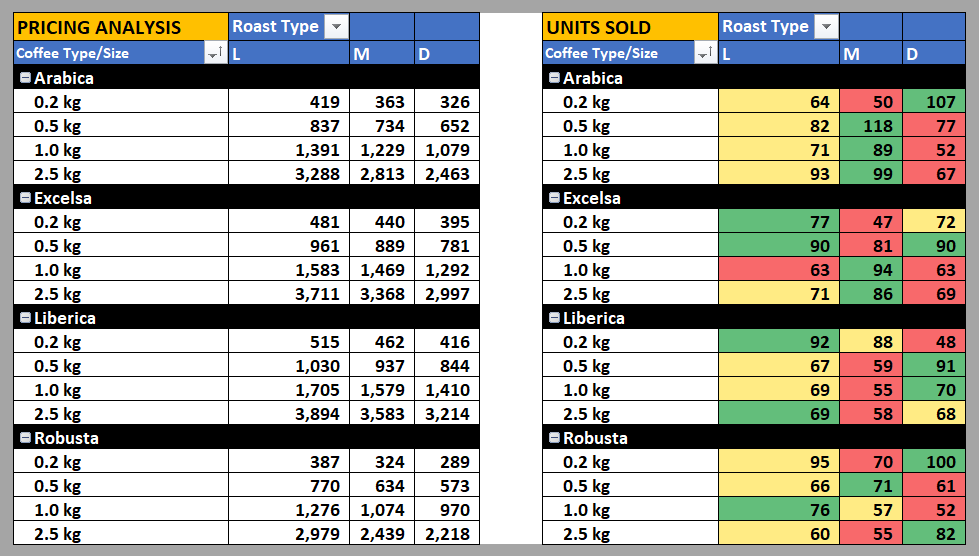 PRICING ANALYSIS Roast Type
Coffee Type/Size L M D
Arabica
0.2 kg 419 363 326
0.5 kg 837 734 652
1.0 kg 1,391 1,229 1,079
2.5 kg 3,288 2,813 2,463
Excelsa
0.2 kg 481 440 395
0.5 kg 961 889 781
1.0 kg 1,583 1,469 1,292
2.5 kg 3,711 3,368 2,997
Liberica
0.2 kg 515 462 416
0.5 kg 1,030 937 844
1.0 kg 1,705 1,579 1,410
2.5 kg 3,894 3,583 3,214
Robusta
0.2 kg 387 324 289
0.5 kg 770 634 573
1.0 kg 1,276 1,074 970
2.5 kg 2,979 2,439 2,218
UNITS SOLD Roast Type
Coffee Type/Size L M D
Arabica
0.2 kg 64 50 107
0.5 kg 82 118 77
1.0 kg 71 89 52
2.5 kg 93 99 67
Excelsa
0.2 kg 77 47 72
0.5 kg 90 81 90
1.0 kg 63 94 63
2.5 kg 71 86 69
Liberica
0.2 kg 92 88 48
0.5 kg 67 59 91
1.0 kg 69 55 70
2.5 kg 69 58 68
Robusta
0.2 kg 95 70 100
0.5 kg 66 71 61
1.0 kg 76 57 52
2.5 kg 60 55 82